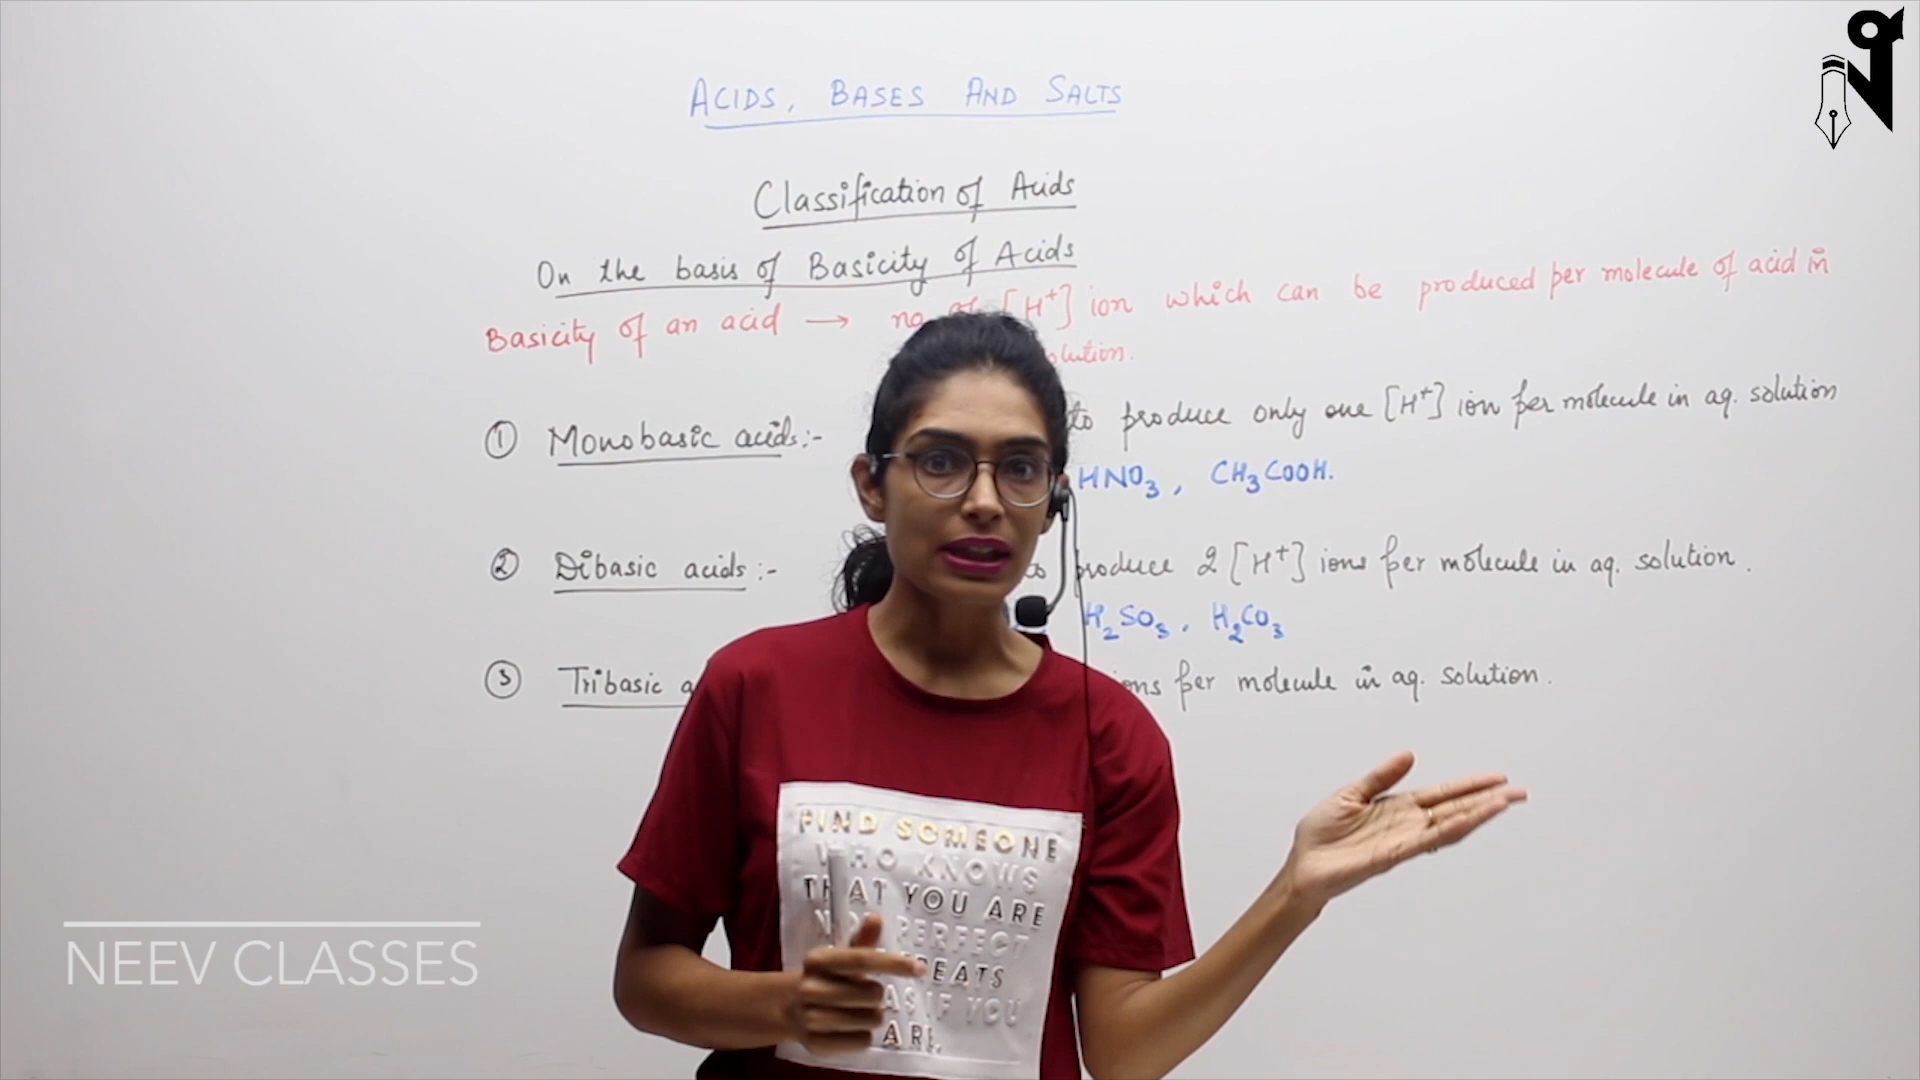 ACIDS, BASES AND SALTS
Classification of Acids
On the basis of Basicity of Acids
Basicity of an acid → no of [H⁺] ion which can be produced per molecule of acid in
solution.
① Monobasic acids:- to produce only one [H⁺] ion per molecule in aq. solution
HNO₃, CH₃COOH.
② Dibasic acids:- to produce 2 [H⁺] ions per molecule in aq. solution.
H₂SO₃, H₂CO₃
③ Tribasic ions per molecule in aq. solution.
FIND SOMEONE
WHO KNOWS
THAT YOU ARE
NOT PERFECT
AS IF YOU
ARE.
NEEV CLASSES